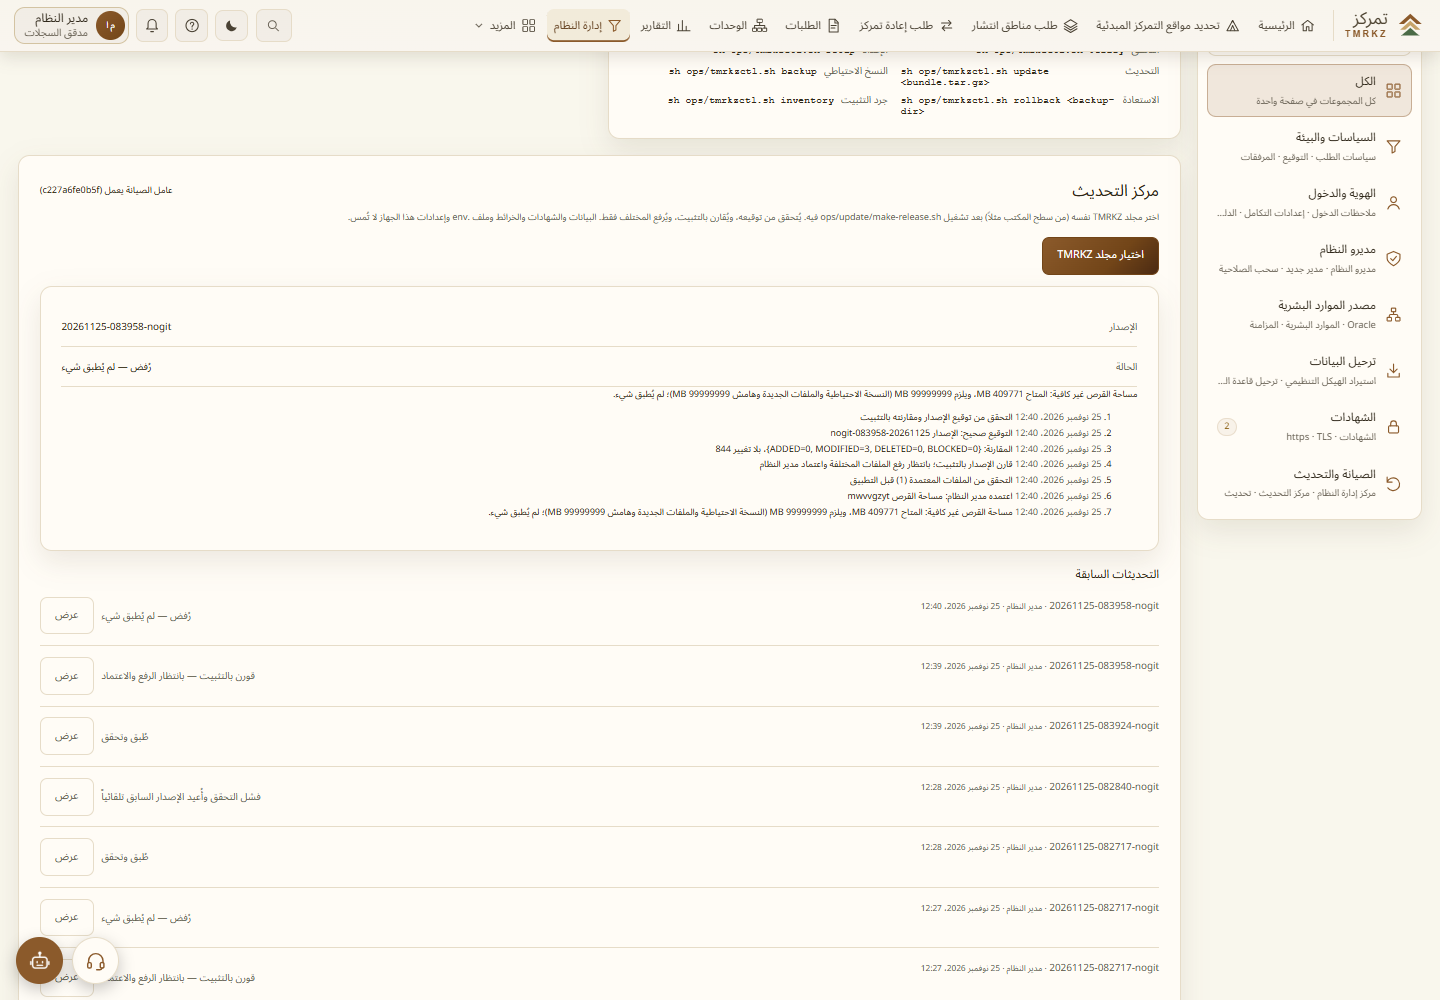 تمركز
TMRKZ
الرئيسية
تحديد مواقع التمركز المبدئية
طلب مناطق انتشار
طلب إعادة تمركز
الطلبات
الوحدات
التقارير
إدارة النظام
المزيد
مدير النظام
مدقق السجلات
م ا
الكل
كل المجموعات في صفحة واحدة
السياسات والبيئة
سياسات الطلب · التوقيع · المرفقات
الهوية والدخول
ملاحظات الدخول · إعدادات التكامل · الدا...
مديرو النظام
مديرو النظام · مدير جديد · سحب الصلاحية
مصدر الموارد البشرية
Oracle · الموارد البشرية · المزامنة
ترحيل البيانات
استيراد الهيكل التنظيمي · ترحيل قاعدة ال...
الشهادات
الشهادات · TLS · https
2
الصيانة والتحديث
مركز إدارة النظام · مركز التحديث · تحديث
التحديث sh ops/tmrkzctl.sh update <bundle.tar.gz>
النسخ الاحتياطي sh ops/tmrkzctl.sh backup
الاستعادة sh ops/tmrkzctl.sh rollback <backup-dir>
جرد التثبيت sh ops/tmrkzctl.sh inventory
مركز التحديث
عامل الصيانة يعمل (c227a6fe0b5f)
اختر مجلد TMRKZ نفسه (من سطح المكتب مثلاً) بعد تشغيل ops/update/make-release.sh فيه. يُتحقق من توقيعه، ويُقارن بالتثبيت، ويُرفع المختلف فقط. البيانات والشهادات والخرائط وملف .env وإعدادات هذا الجهاز لا تُمس.
اختيار مجلد TMRKZ
الإصدار 20261125-083958-nogit
الحالة رُفض — لم يُطبق شيء
مساحة القرص غير كافية: المتاح 409771 MB، ويلزم 99999999 MB (النسخة الاحتياطية والملفات الجديدة وهامش 99999999 MB)؛ لم يُطبق شيء.
1. 25 نوفمبر 2026، 12:40 التحقق من توقيع الإصدار ومقارنته بالتثبيت
2. 25 نوفمبر 2026، 12:40 التوقيع صحيح: الإصدار 20261125-083958-nogit
3. 25 نوفمبر 2026، 12:40 المقارنة: {ADDED=0, MODIFIED=3, DELETED=0, BLOCKED=0}، بلا تغيير 844
4. 25 نوفمبر 2026، 12:40 قارن الإصدار بالتثبيت؛ بانتظار رفع الملفات المختلفة واعتماد مدير النظام
5. 25 نوفمبر 2026، 12:40 التحقق من الملفات المعتمدة (1) قبل التطبيق
6. 25 نوفمبر 2026، 12:40 اعتمده مدير النظام: مساحة القرص mwvvgzyt
7. 25 نوفمبر 2026، 12:40 مساحة القرص غير كافية: المتاح 409771 MB، ويلزم 99999999 MB (النسخة الاحتياطية والملفات الجديدة وهامش 99999999 MB)؛ لم يُطبق شيء.
التحديثات السابقة
20261125-083958-nogit · مدير النظام · 25 نوفمبر 2026، 12:40 رُفض — لم يُطبق شيء عرض
20261125-083958-nogit · مدير النظام · 25 نوفمبر 2026، 12:39 قورن بالتثبيت — بانتظار الرفع والاعتماد عرض
20261125-083924-nogit · مدير النظام · 25 نوفمبر 2026، 12:39 طُبق وتحقق عرض
20261125-082840-nogit · مدير النظام · 25 نوفمبر 2026، 12:28 فشل التحقق وأُعيد الإصدار السابق تلقائياً عرض
20261125-082717-nogit · مدير النظام · 25 نوفمبر 2026، 12:28 طُبق وتحقق عرض
20261125-082717-nogit · مدير النظام · 25 نوفمبر 2026، 12:27 رُفض — لم يُطبق شيء عرض
20261125-082717-nogit · مدير النظام · 25 نوفمبر 2026، 12:27 قورن بالتثبيت — بانتظار الرفع والاعتماد عرض